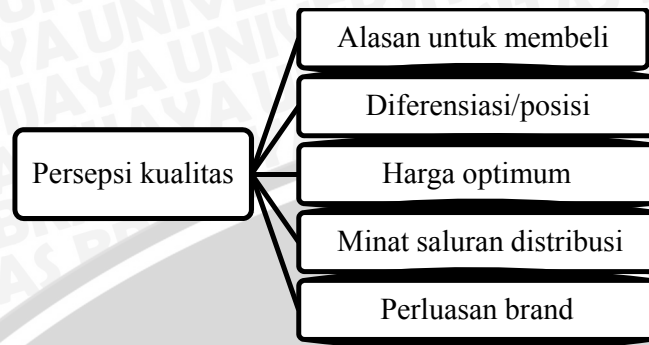 Alasan untuk membeli
Diferensiasi/posisi
Persepsi kualitas
Harga optimum
Minat saluran distribusi
Perluasan brand